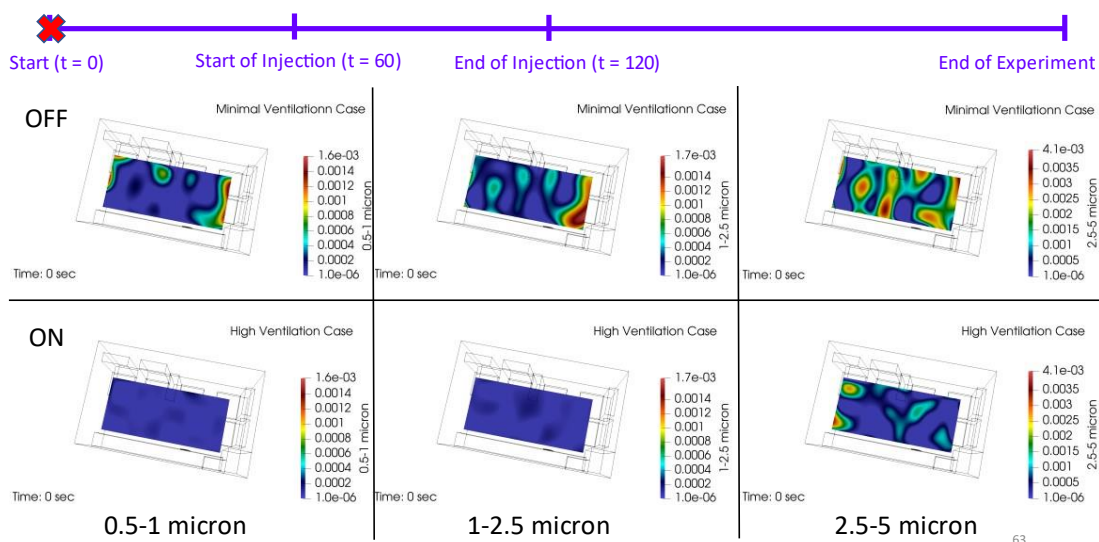 Start (t = 0)
Start of Injection (t = 60)
End of Injection (t = 120)
End of Experiment
OFF
Minimal Ventilationn Case
1.6e-03
0.0014
0.0012
0.001
0.0008
0.0006
0.0004
0.0002
1.0e-06
0.5-1 micron
Time: 0 sec
Minimal Ventilationn Case
1.7e-03
0.0014
0.0012
0.001
0.0008
0.0006
0.0004
0.0002
1.0e-06
1-2.5 micron
Time: 0 sec
Minimal Ventilationn Case
4.1e-03
0.0035
0.003
0.0025
0.002
0.0015
0.001
0.0005
1.0e-06
2.5-5 micron
Time: 0 sec
ON
High Ventilation Case
1.6e-03
0.0014
0.0012
0.001
0.0008
0.0006
0.0004
0.0002
1.0e-06
0.5-1 micron
Time: 0 sec
High Ventilation Case
1.7e-03
0.0014
0.0012
0.001
0.0008
0.0006
0.0004
0.0002
1.0e-06
1-2.5 micron
Time: 0 sec
High Ventilation Case
4.1e-03
0.0035
0.003
0.0025
0.002
0.0015
0.001
0.0005
1.0e-06
2.5-5 micron
Time: 0 sec
0.5-1 micron
1-2.5 micron
2.5-5 micron
63